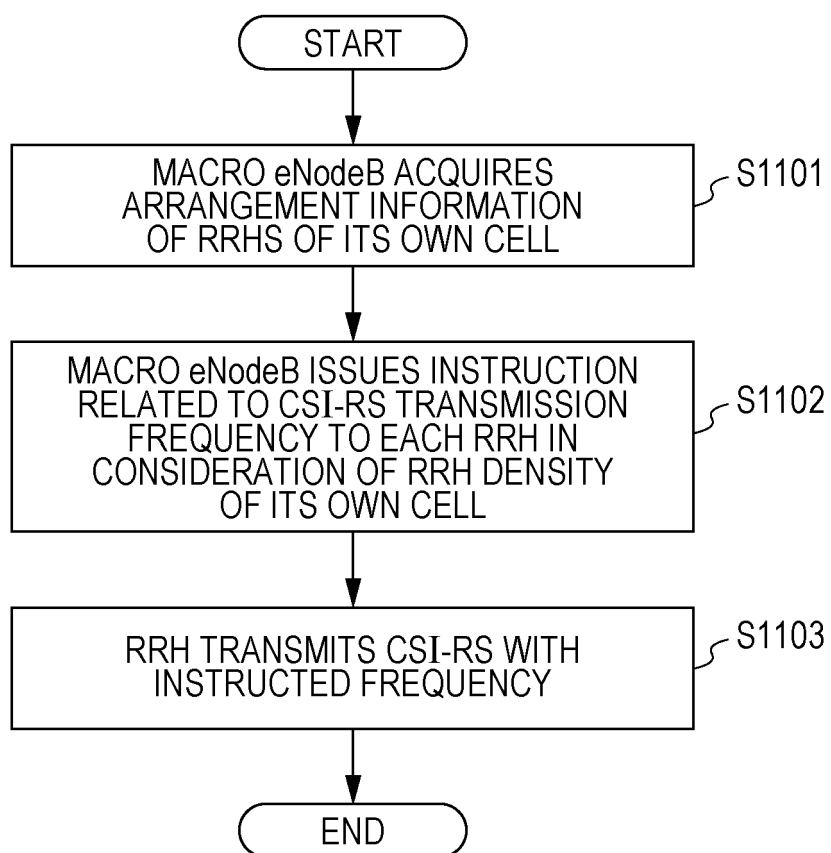 START
MACRO eNodeB ACQUIRES
ARRANGEMENT INFORMATION
OF RRHS OF ITS OWN CELL
S1101
MACRO eNodeB ISSUES INSTRUCTION
RELATED TO CSI-RS TRANSMISSION
FREQUENCY TO EACH RRH IN
CONSIDERATION OF RRH DENSITY
OF ITS OWN CELL
S1102
RRH TRANSMITS CSI-RS WITH
INSTRUCTED FREQUENCY
S1103
END